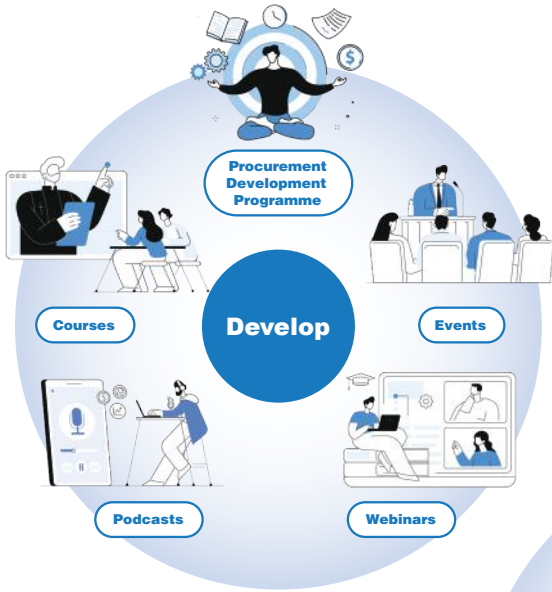 $
Procurement
Development
Programme
Courses
Develop
Events
Podcasts
Webinars